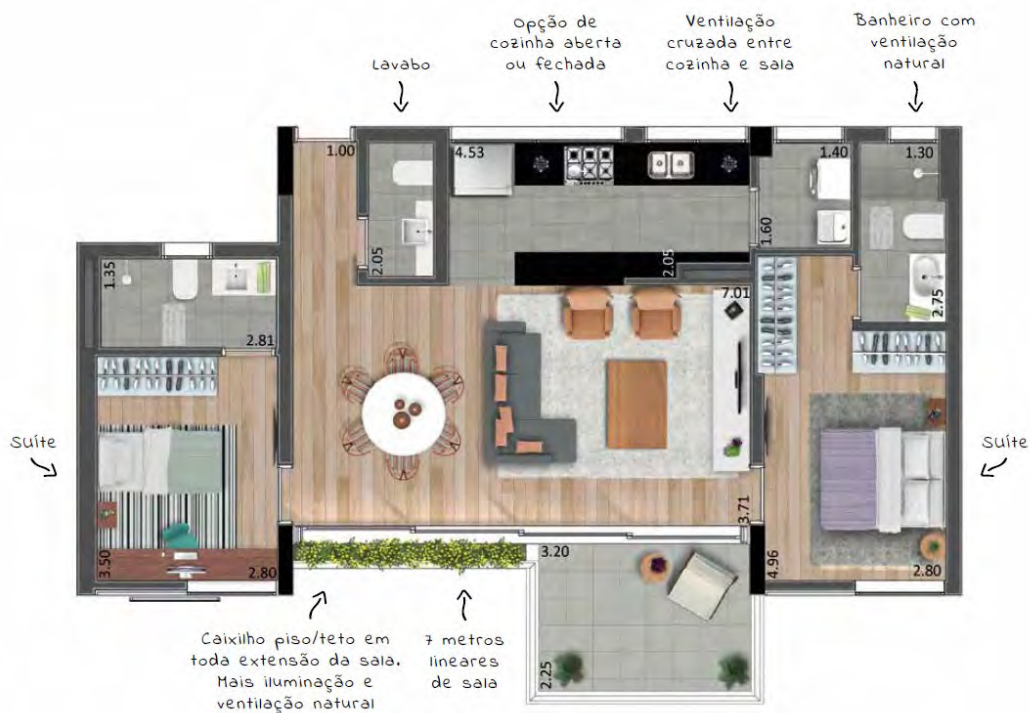 Lavabo
Opção de
cozinha aberta
ou fechada
Ventilação
cruzada entre
cozinha e sala
Banheiro com
ventilação
natural
1.00
4.53
1.40
1.30
2.05
1.60
2.05
1.35
2.81
7.01
2.75
Suíte
Suíte
3.50
2.80
3.71
3.20
4.96
2.80
2.25
Caixilho piso/teto em
toda extensão da sala.
Mais iluminação e
ventilação natural
7 metros
lineares
de sala